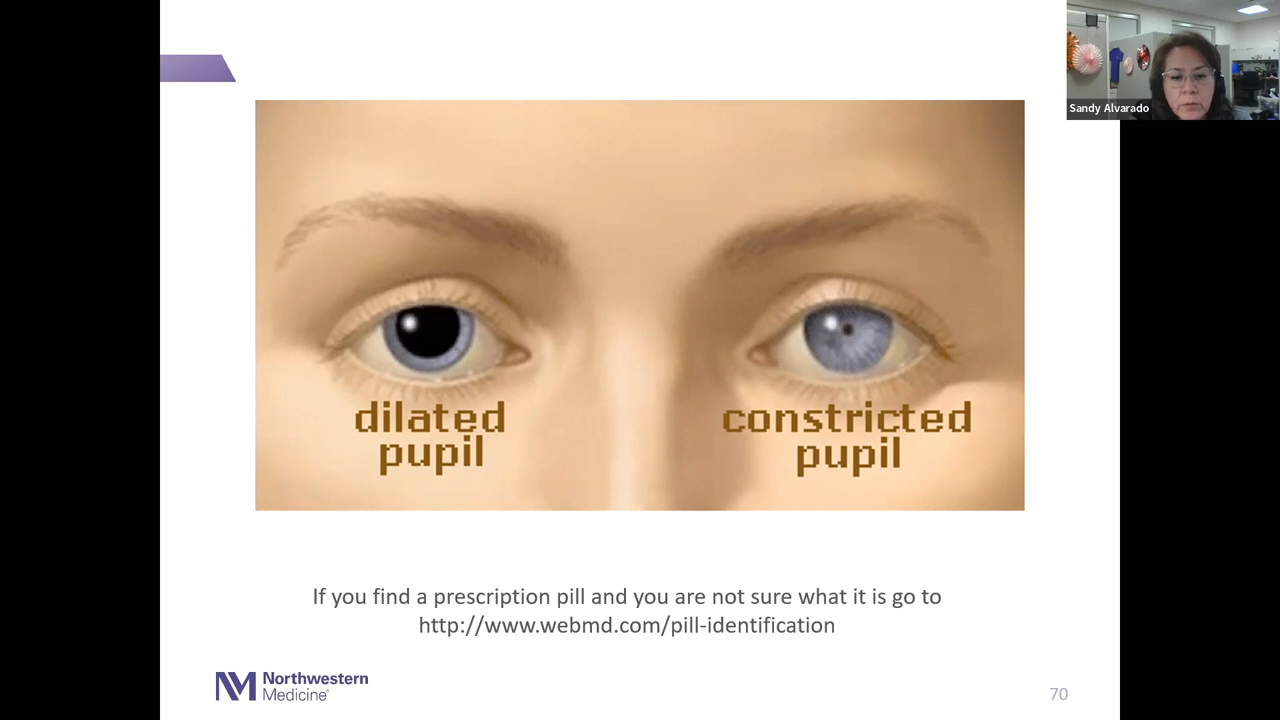 Sandy Alvarado
dilated
pupil
constricted
pupil
If you find a prescription pill and you are not sure what it is go to
http://www.webmd.com/pill-identification
NM Northwestern
Medicine®
70